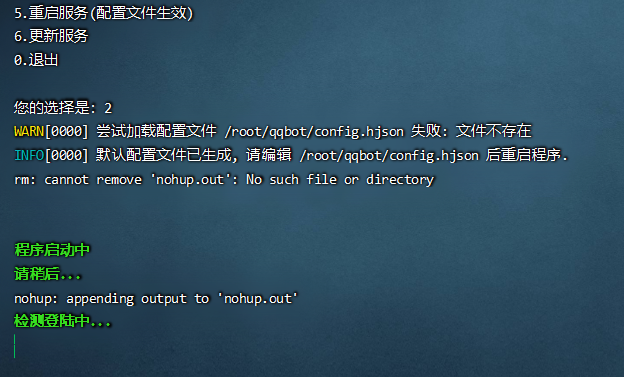 5.重启服务(配置文件生效)
6.更新服务
0.退出
您的选择是: 2
WARN[0000] 尝试加载配置文件 /root/qqbot/config.hjson 失败: 文件不存在
INFO[0000] 默认配置文件已生成, 请编辑 /root/qqbot/config.hjson 后重启程序.
rm: cannot remove 'nohup.out': No such file or directory
程序启动中
请稍后...
nohup: appending output to 'nohup.out'
检测登陆中...